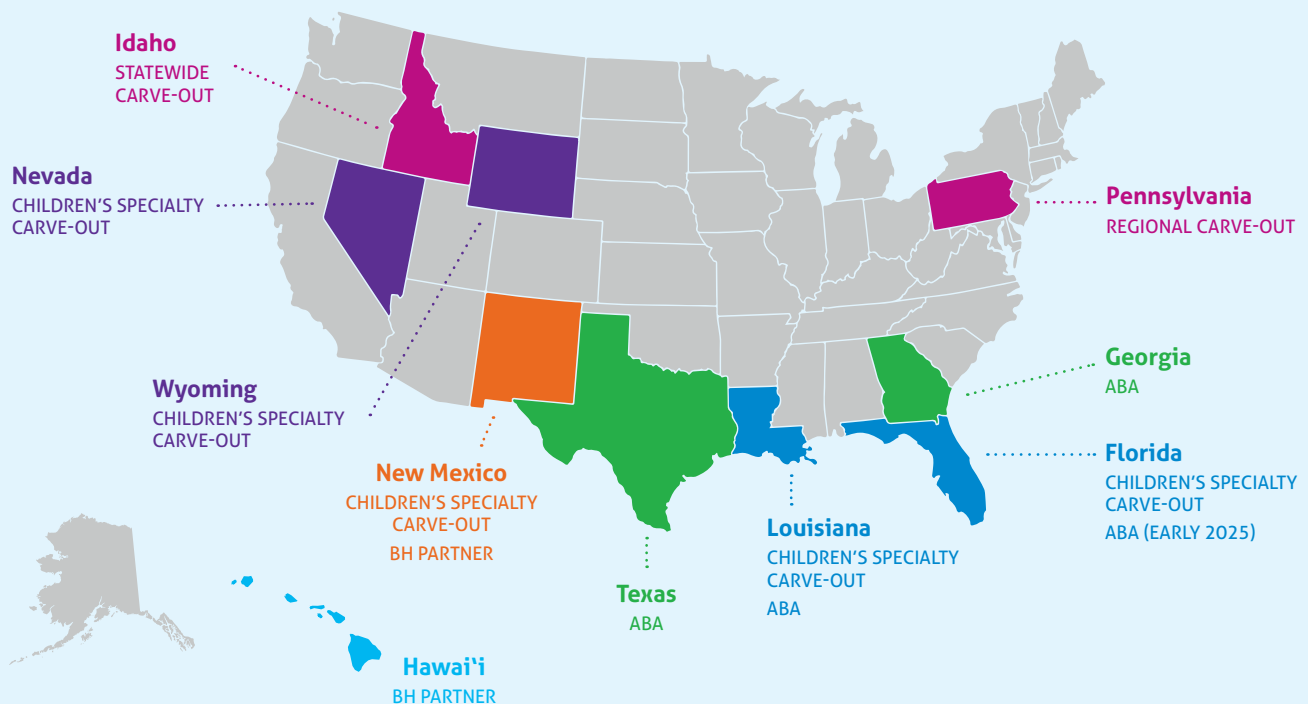 Idaho
STATEWIDE
CARVE-OUT
Nevada
CHILDREN'S SPECIALTY
CARVE-OUT
Wyoming
CHILDREN'S SPECIALTY
CARVE-OUT
New Mexico
CHILDREN'S SPECIALTY
CARVE-OUT
BH PARTNER
Hawai‘i
BH PARTNER
Texas
ABA
Louisiana
CHILDREN'S SPECIALTY
CARVE-OUT
ABA
Pennsylvania
REGIONAL CARVE-OUT
Georgia
ABA
Florida
CHILDREN'S SPECIALTY
CARVE-OUT
ABA (EARLY 2025)